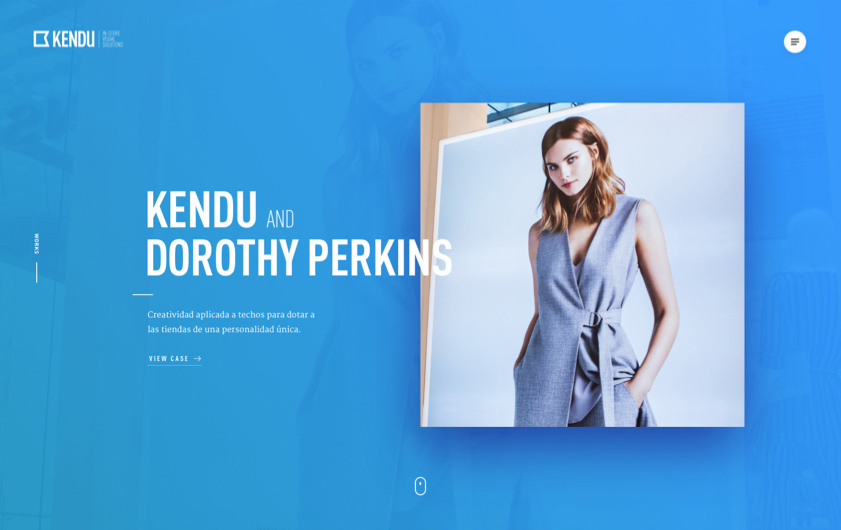 KENDU
IN-STORE
VISUAL
SOLUTIONS
WORKS
KENDU AND
DOROTHY PERKINS
Creatividad aplicada a techos para dotar a
las tiendas de una personalidad única.
VIEW CASE